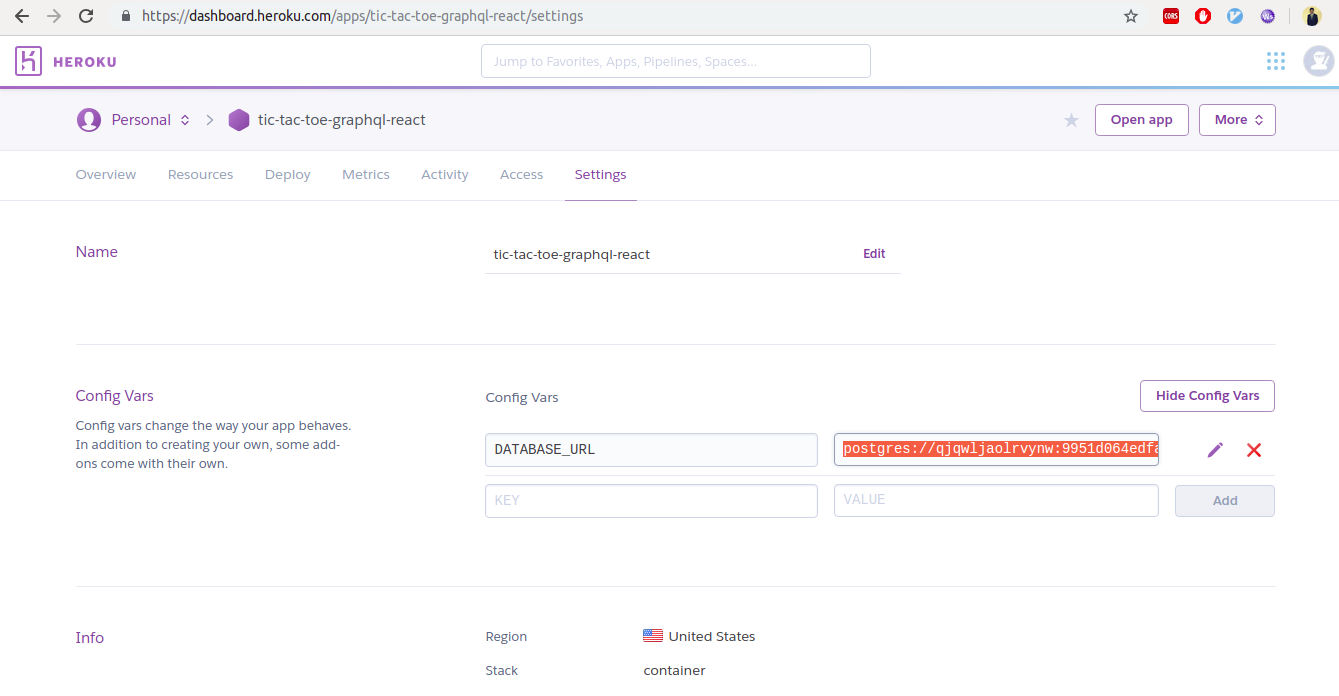 https://dashboard.heroku.com/apps/tic-tac-toe-graphql-react/settings
CORS
HEROKU
Jump to Favorites, Apps, Pipelines, Spaces...
Personal tic-tac-toe-graphql-react
Open app
More
Overview Resources Deploy Metrics Activity Access Settings
Name
tic-tac-toe-graphql-react
Edit
Config Vars
Config vars change the way your app behaves.
In addition to creating your own, some add-
ons come with their own.
Config Vars
Hide Config Vars
DATABASE_URL
postgres://qjqwljaolrvynw:9951d064edfa
KEY
VALUE
Add
Info
Region
United States
Stack
container